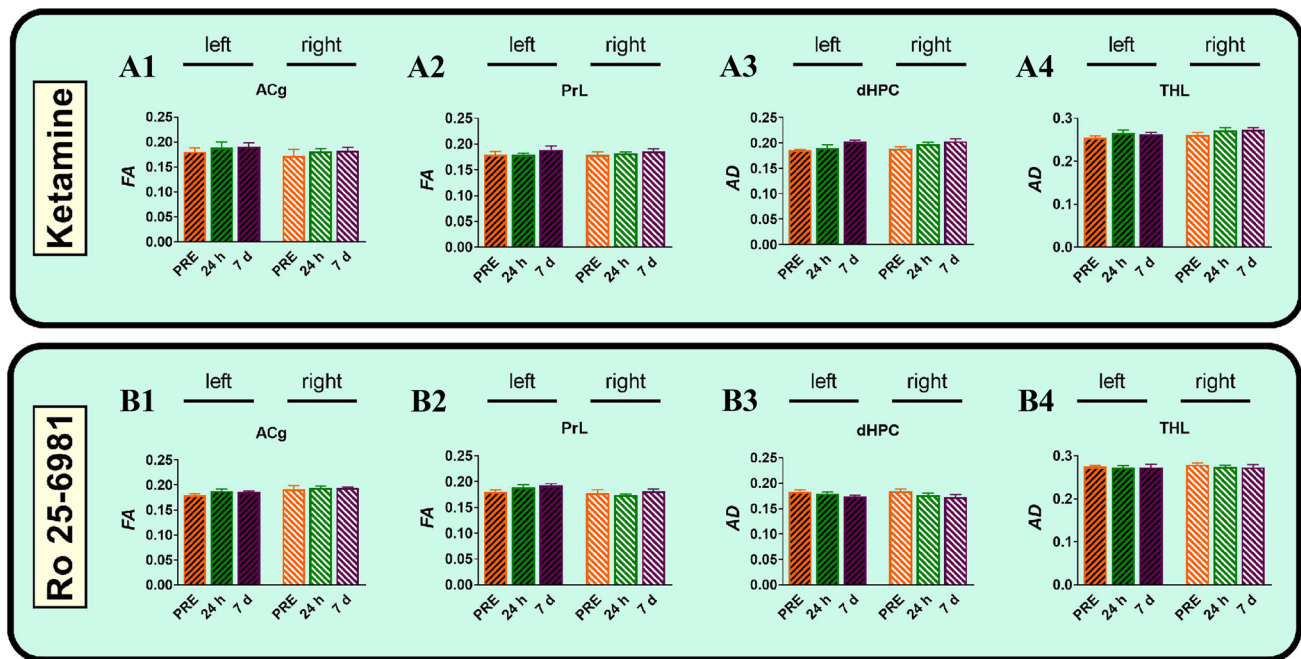 Ketamine
left right
A1
ACg
FA
0.25
0.20
0.15
0.10
0.05
0.00
PRE 24 h 7 d PRE 24 h 7 d
left right
A2
PrL
FA
0.25
0.20
0.15
0.10
0.05
0.00
PRE 24 h 7 d PRE 24 h 7 d
left right
A3
dHPC
AD
0.25
0.20
0.15
0.10
0.05
0.00
PRE 24 h 7 d PRE 24 h 7 d
left right
A4
THL
AD
0.3
0.2
0.1
0.0
PRE 24 h 7 d PRE 24 h 7 d
Ro 25-6981
left right
B1
ACg
FA
0.25
0.20
0.15
0.10
0.05
0.00
PRE 24 h 7 d PRE 24 h 7 d
left right
B2
PrL
FA
0.25
0.20
0.15
0.10
0.05
0.00
PRE 24 h 7 d PRE 24 h 7 d
left right
B3
dHPC
AD
0.25
0.20
0.15
0.10
0.05
0.00
PRE 24 h 7 d PRE 24 h 7 d
left right
B4
THL
AD
0.3
0.2
0.1
0.0
PRE 24 h 7 d PRE 24 h 7 d